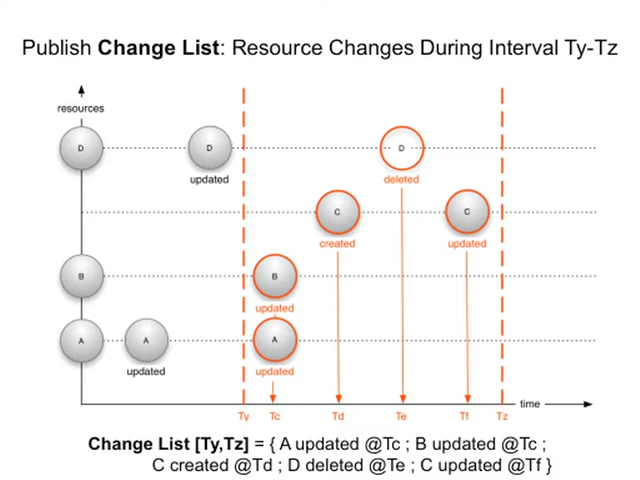 Publish Change List: Resource Changes During Interval Ty-Tz
resources
D
D
D
updated
deleted
C
C
created
updated
B
B
updated
A
A
A
updated
updated
time
Ty
Tc
Td
Te
Tf
Tz
Change List [Ty,Tz] = { A updated @Tc ; B updated @Tc ;
C created @Td ; D deleted @Te ; C updated @Tf }